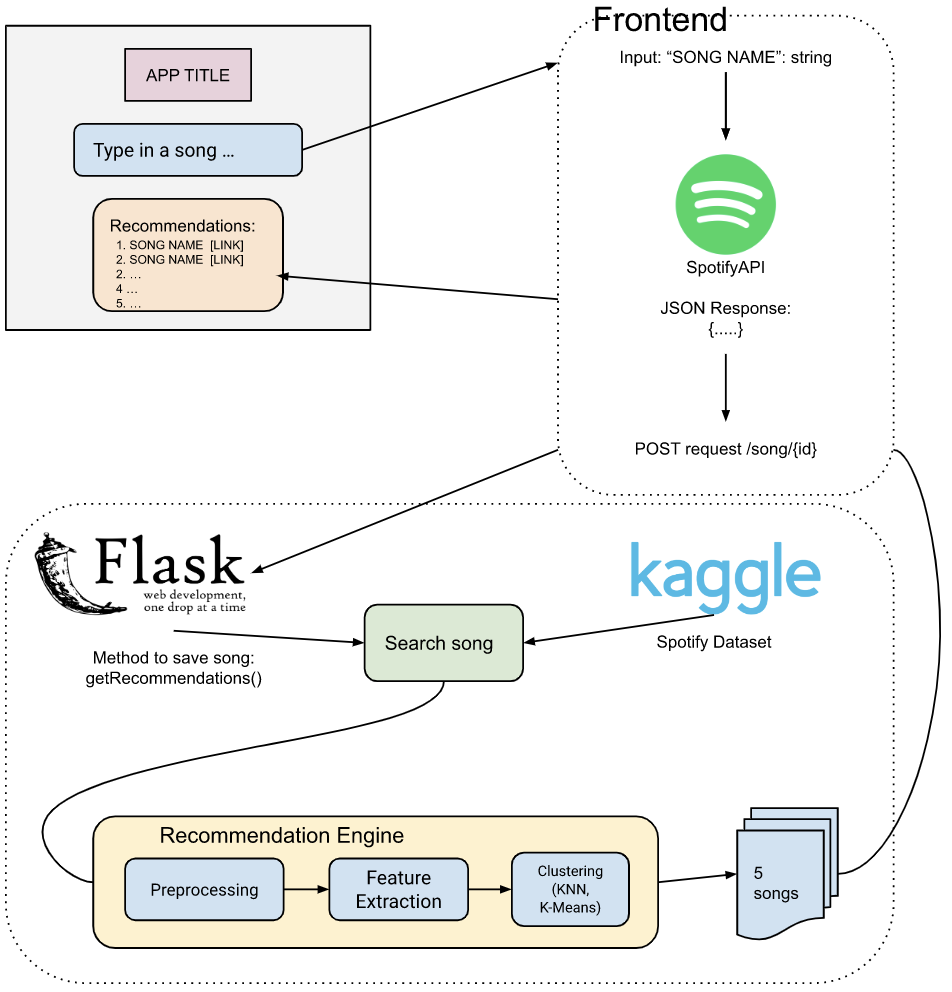 Frontend
Input: “SONG NAME”: string
APP TITLE
Type in a song ...
Recommendations:
1. SONG NAME [LINK]
2. SONG NAME [LINK]
2. ...
4 ...
5. ...
SpotifyAPI
JSON Response:
{.....}
POST request /song/{id}
Flask
web development,
one drop at a time
kaggle
Search song
Spotify Dataset
Method to save song:
getRecommendations()
Recommendation Engine
Preprocessing
Feature
Extraction
Clustering
(KNN,
K-Means)
5
songs